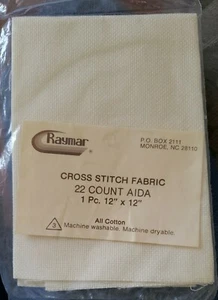 Raymar®
P.O. BOX 2111
MONROE, NC 28110
CROSS STITCH FABRIC
22 COUNT AIDA
1 Pc. 12" x 12"
All Cotton
3 Machine washable. Machine dryable.